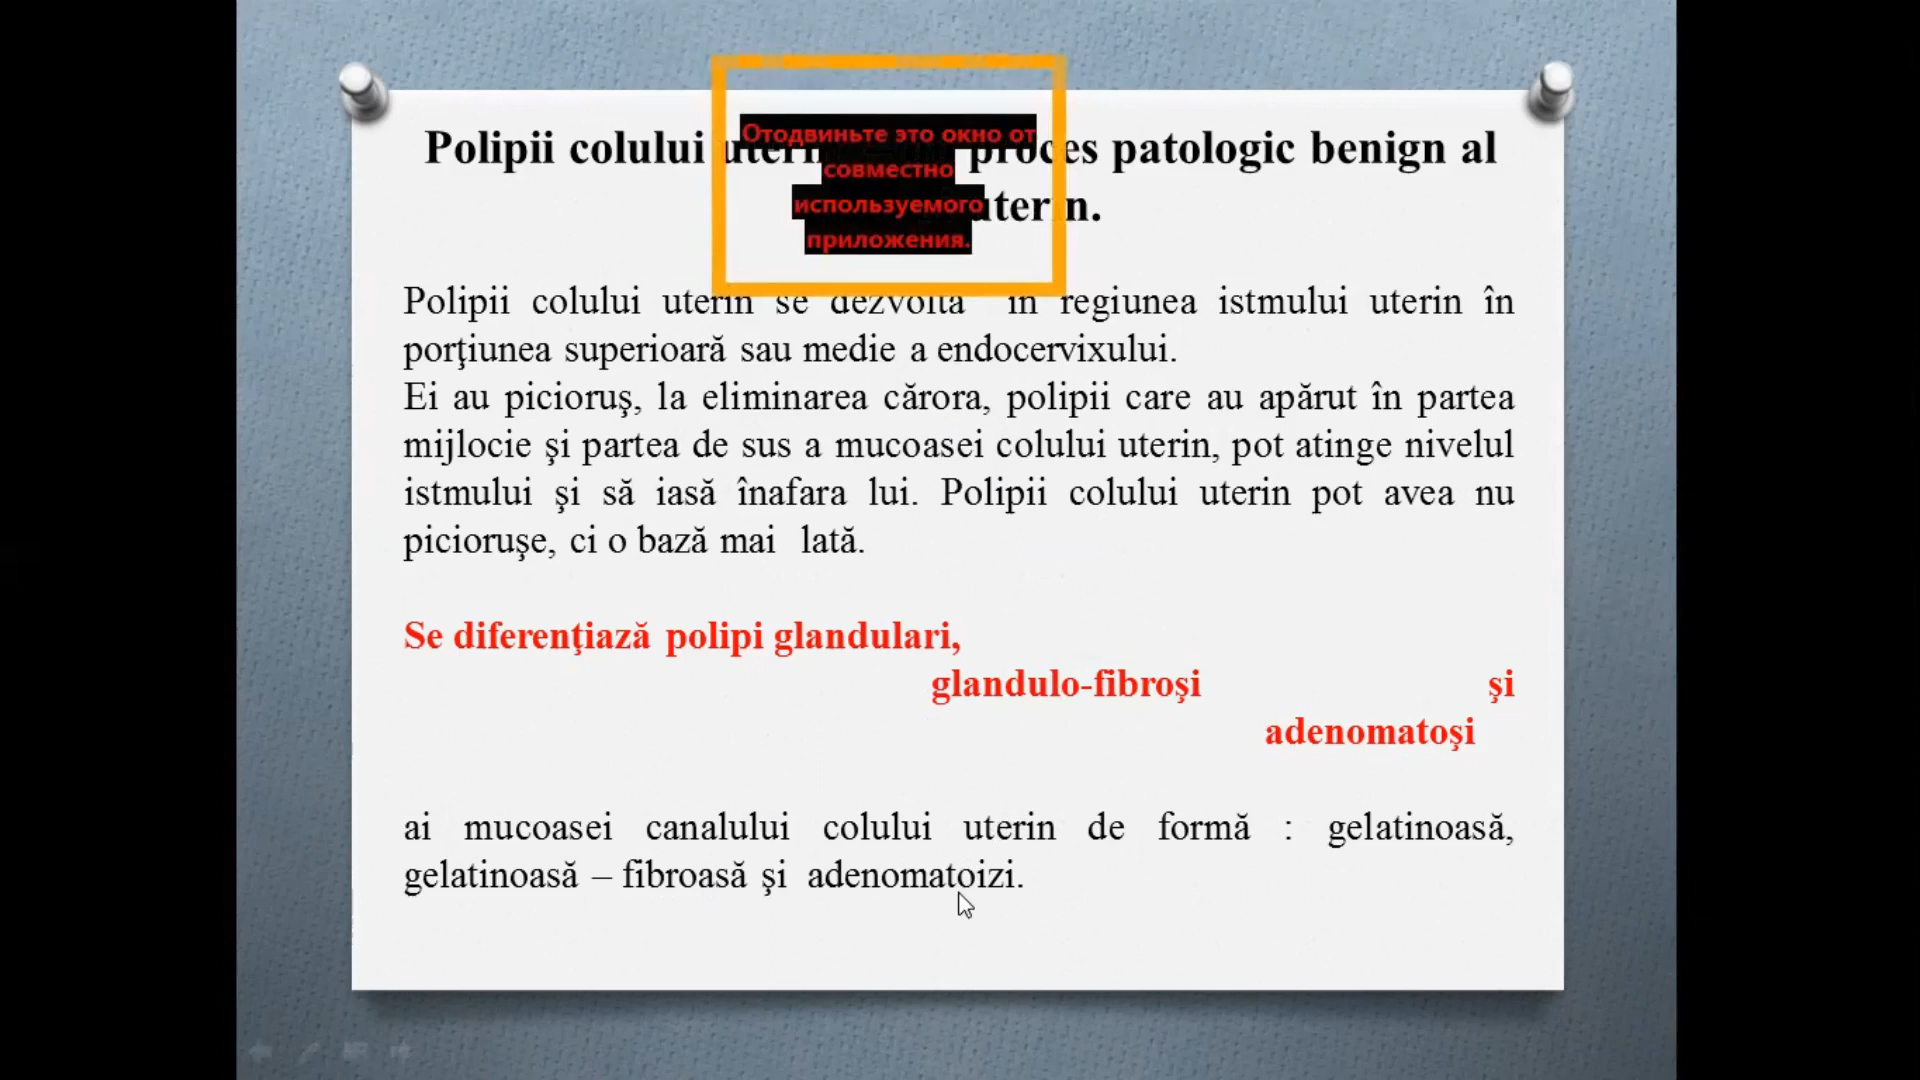 Polipii colului uterin proces patologic benign al
uterin.
Отодвиньте это окно от
совместно
используемого
приложения.
Polipii colului uterin se dezvoltă în regiunea istmului uterin în
porţiunea superioară sau medie a endocervixului.
Ei au picioruş, la eliminarea cărora, polipii care au apărut în partea
mijlocie şi partea de sus a mucoasei colului uterin, pot atinge nivelul
istmului şi să iasă înafara lui. Polipii colului uterin pot avea nu
picioruşe, ci o bază mai lată.
Se diferenţiază polipi glandulari,
glandulo-fibroşi şi
adenomatoşi
ai mucoasei canalului colului uterin de formă : gelatinoasă,
gelatinoasă – fibroasă şi adenomatoizi.